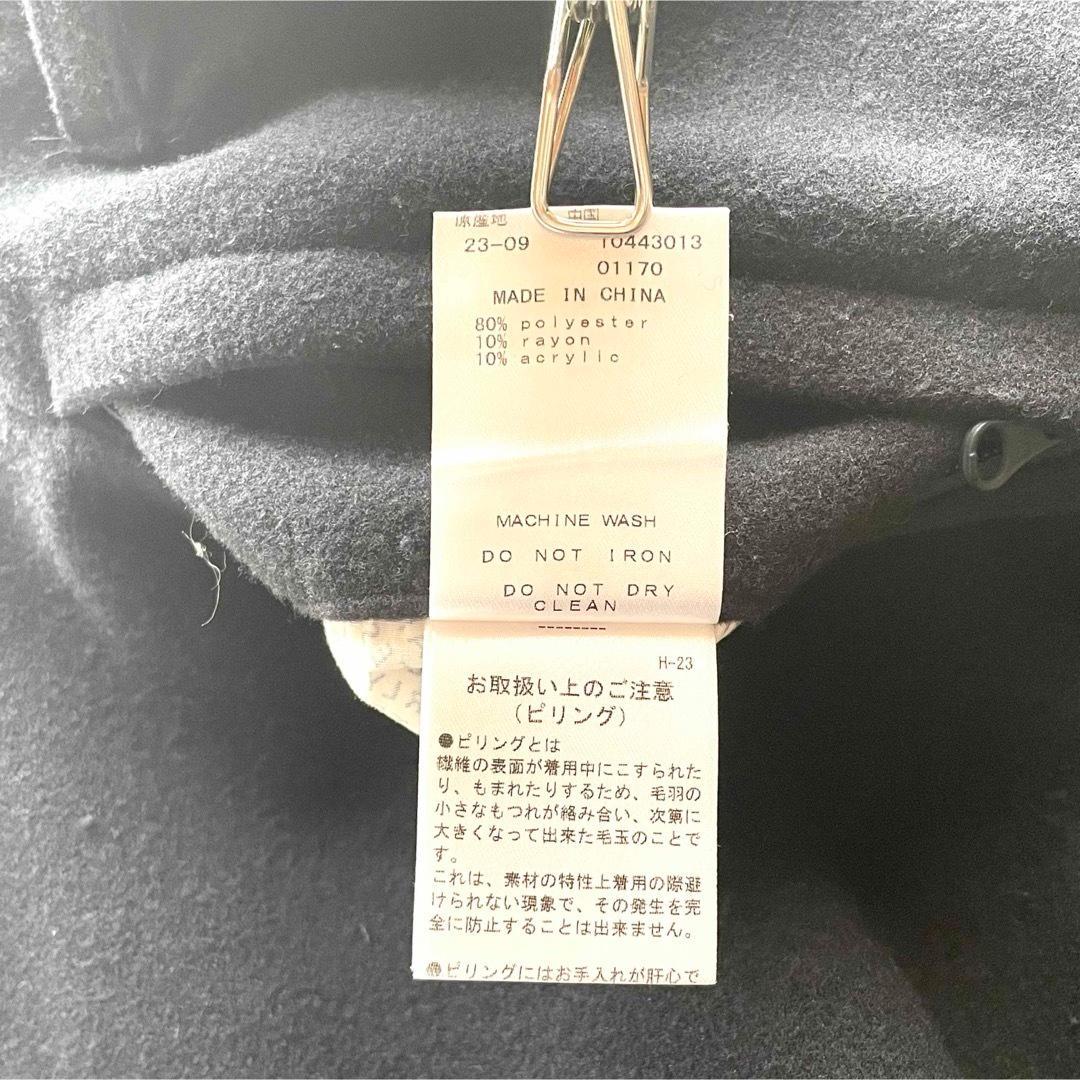 原産地 中国
23-09 10443013
01170
MADE IN CHINA
80% polyester
10% rayon
10% acrylic
MACHINE WASH
DO NOT IRON
DO NOT DRY
CLEAN
--------
H-23
お取扱い上のご注意
(ピリング)
●ピリングとは
繊維の表面が着用中にこすられた
り、もまれたりするため、毛羽の
小さなもつれが絡み合い、次第に
大きくなって出来た毛玉のことで
す。
これは、素材の特性上着用の際避
けられない現象で、その発生を完
全に防止することは出来ません。
●ピリングにはお手入れが肝心で